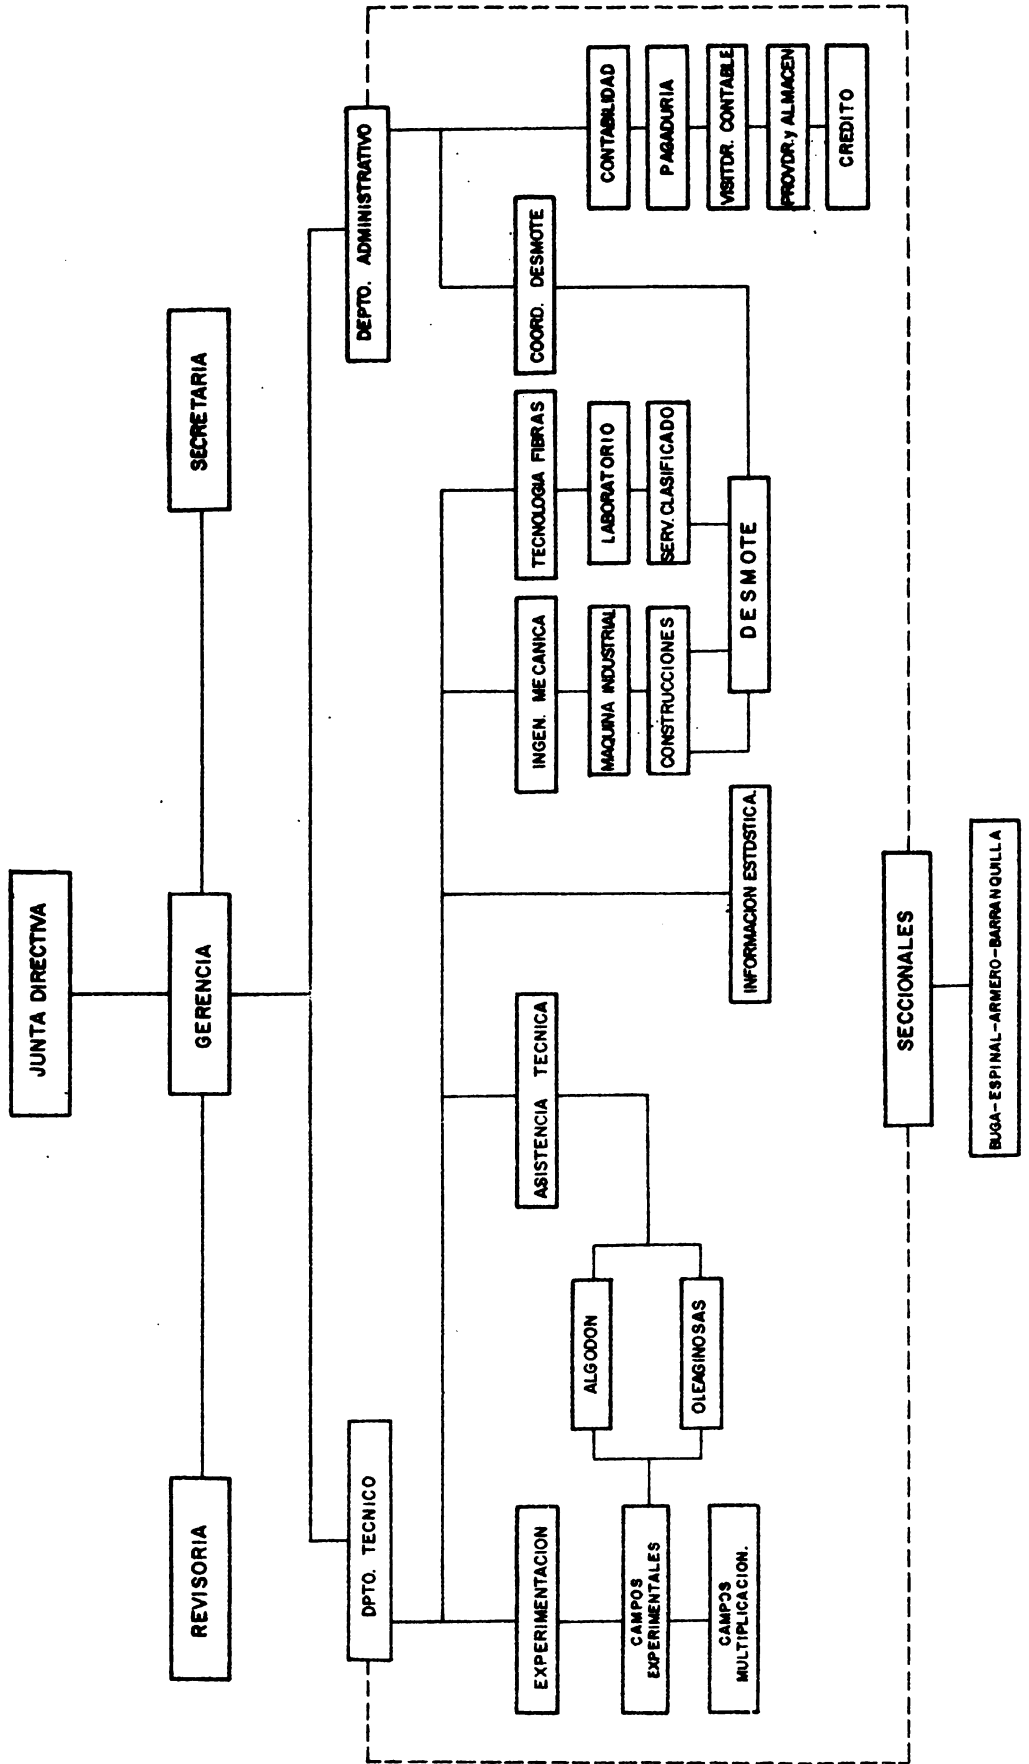 JUNTA DIRECTIVA
REVISORIA
GERENCIA
SECRETARIA
DPTO. TECNICO
DEPTO. ADMINISTRATIVO
EXPERIMENTACION
ASISTENCIA TECNICA
INGEN. MECANICA
TECNOLOGIA FIBRAS
COORD. DESMOTE
ALGODON
OLEAGINOSAS
CAMPOS
EXPERIMENTALES
CAMPOS
MULTIPLICACION.
INFORMACION ESTDSTICA.
MAQUINA INDUSTRIAL
CONSTRUCCIONES
LABORATORIO
SERV. CLASIFICADO
DESMOTE
CONTABILIDAD
PAGADURIA
VISITDR. CONTABLE
PROVDR. y ALMACEN
CREDITO
SECCIONALES
BUGA-ESPINAL-ARMERO-BARRANQUILLA